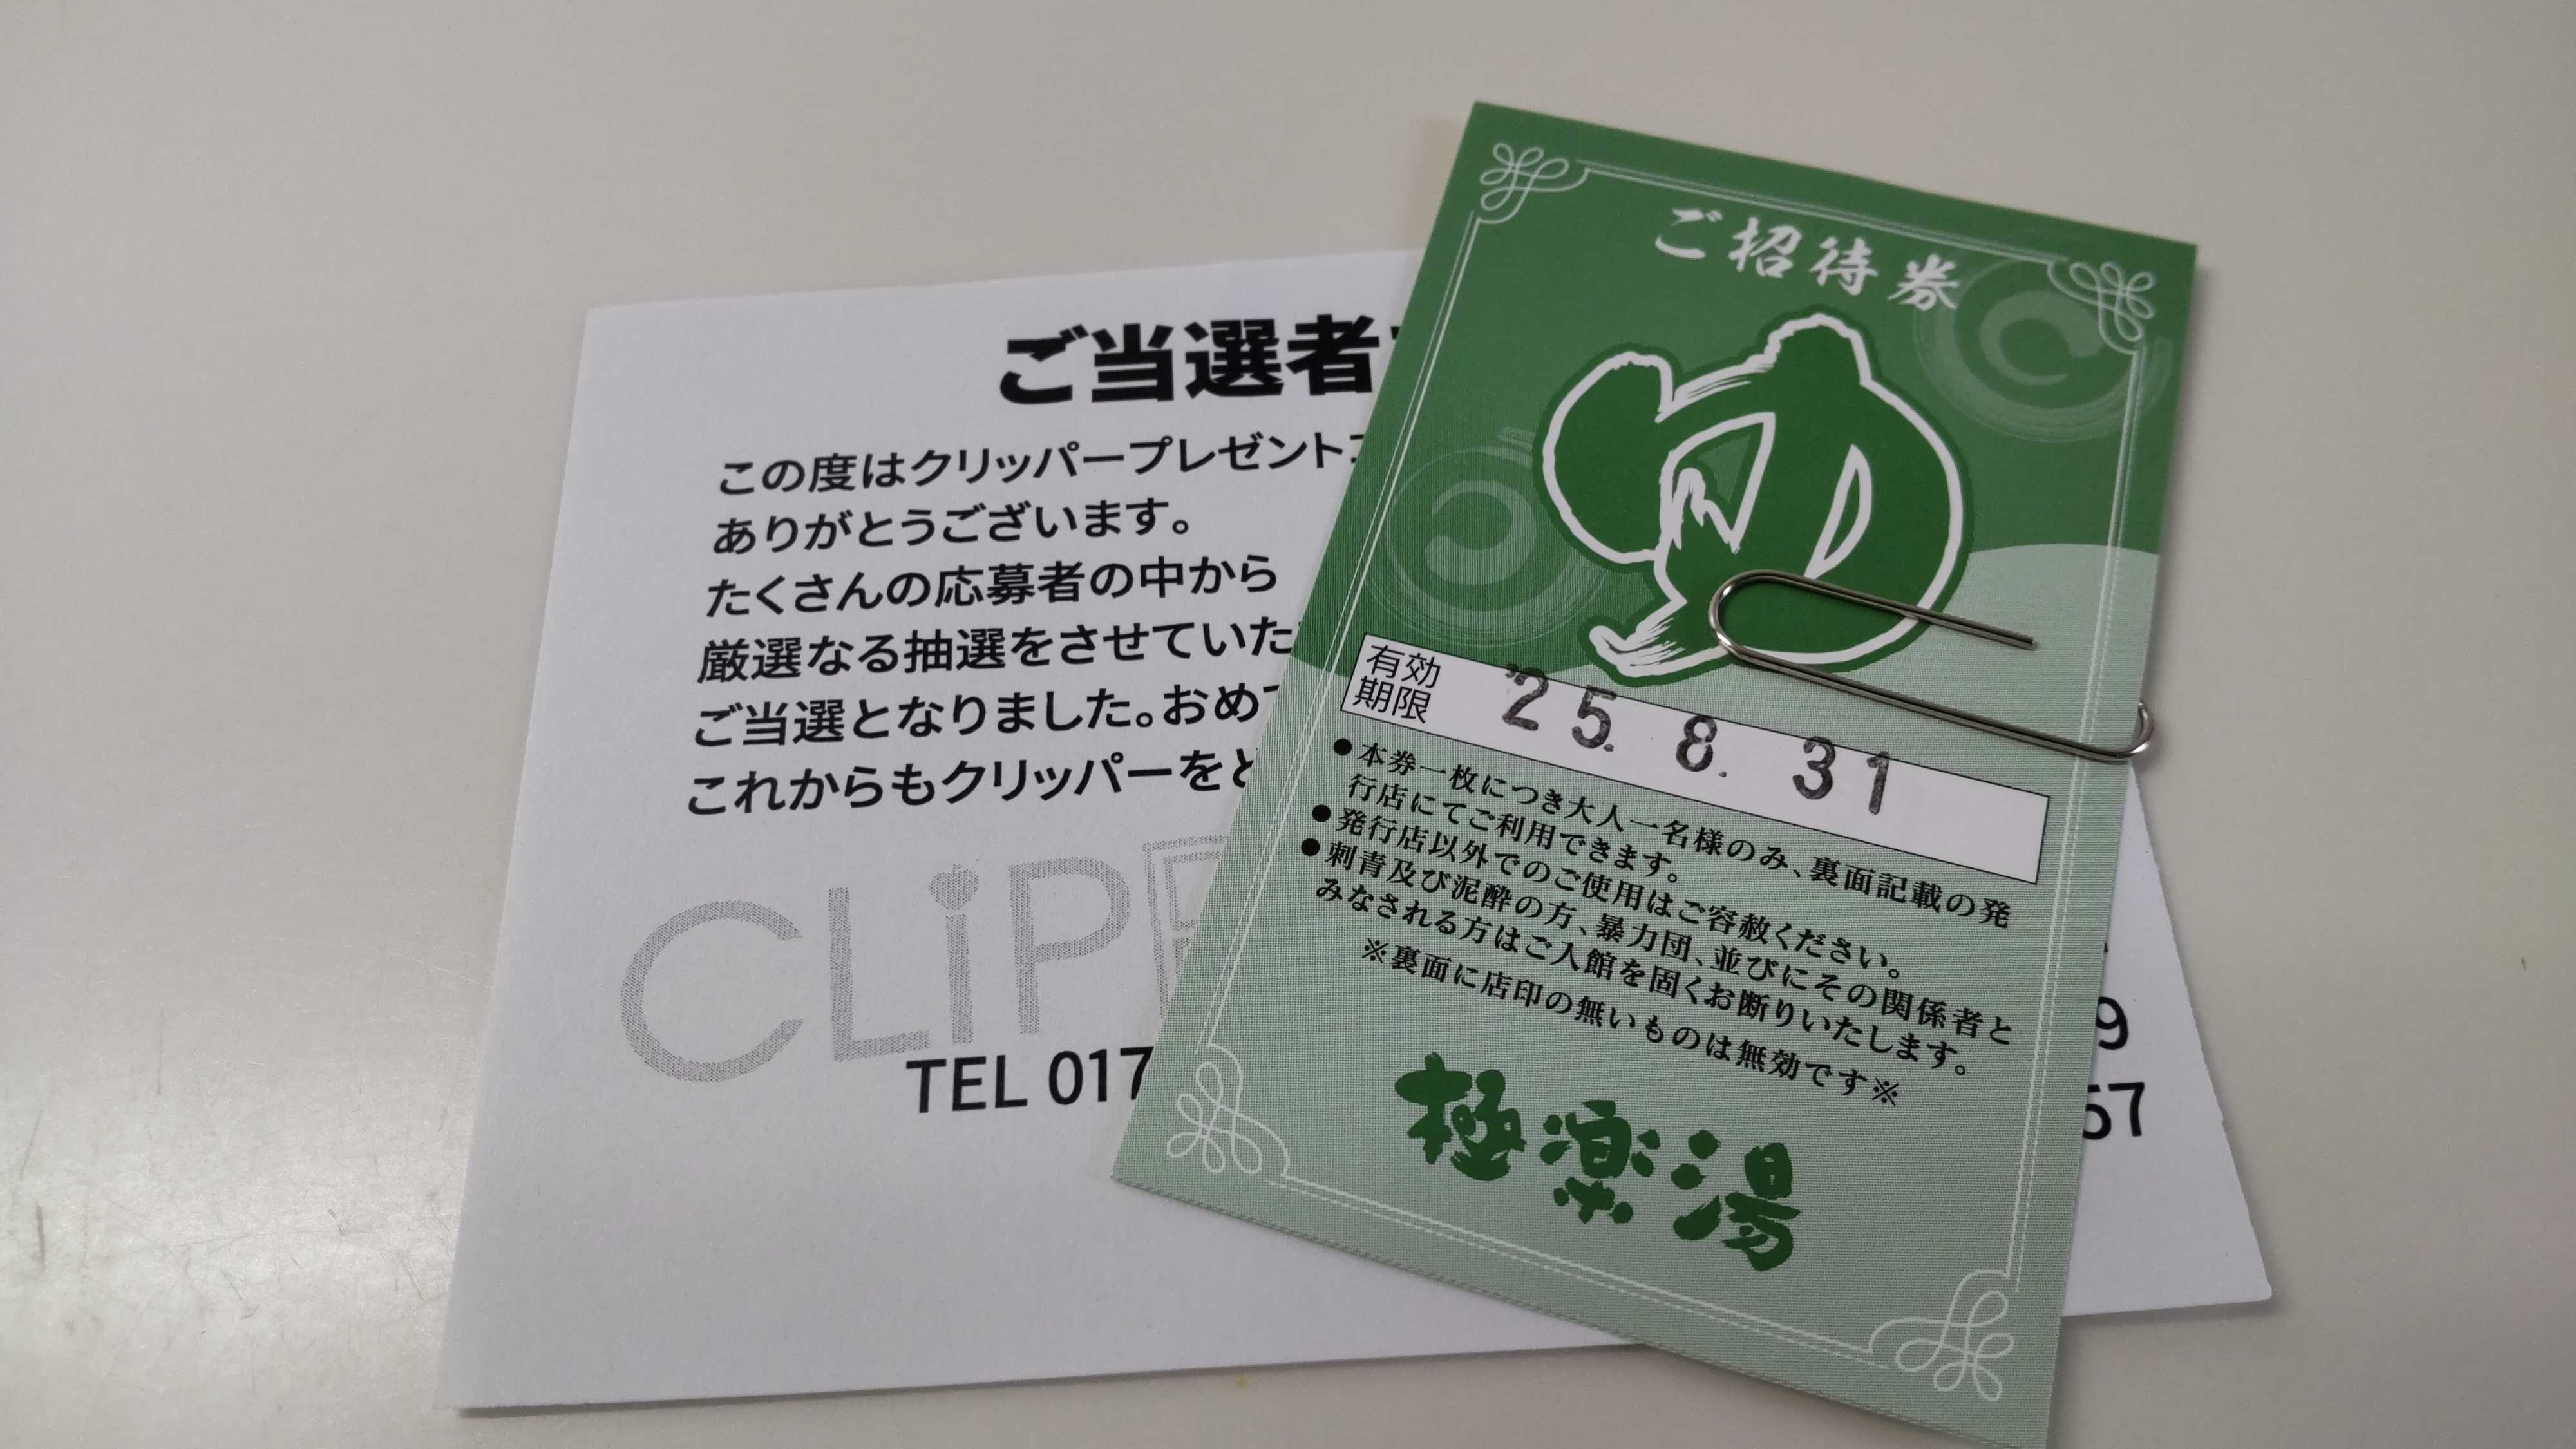 ご当選者
この度はクリッパープレゼント
ありがとうございます。
たくさんの応募者の中から
厳選なる抽選をさせていた
ご当選となりました。おめ
これからもクリッパーを
CLiP
TEL 017
9
57
ご招待券
ゆ
有効
期限
'25. 8. 31
●本券一枚につき大人一名様のみ、裏面記載の発
行店にてご利用できます。
●発行店以外でのご使用はご容赦ください。
●刺青及び泥酔の方、暴力団、並びにその関係者と
みなされる方はご入館を固くお断りいたします。
※裏面に店印の無いものは無効です※
極楽湯